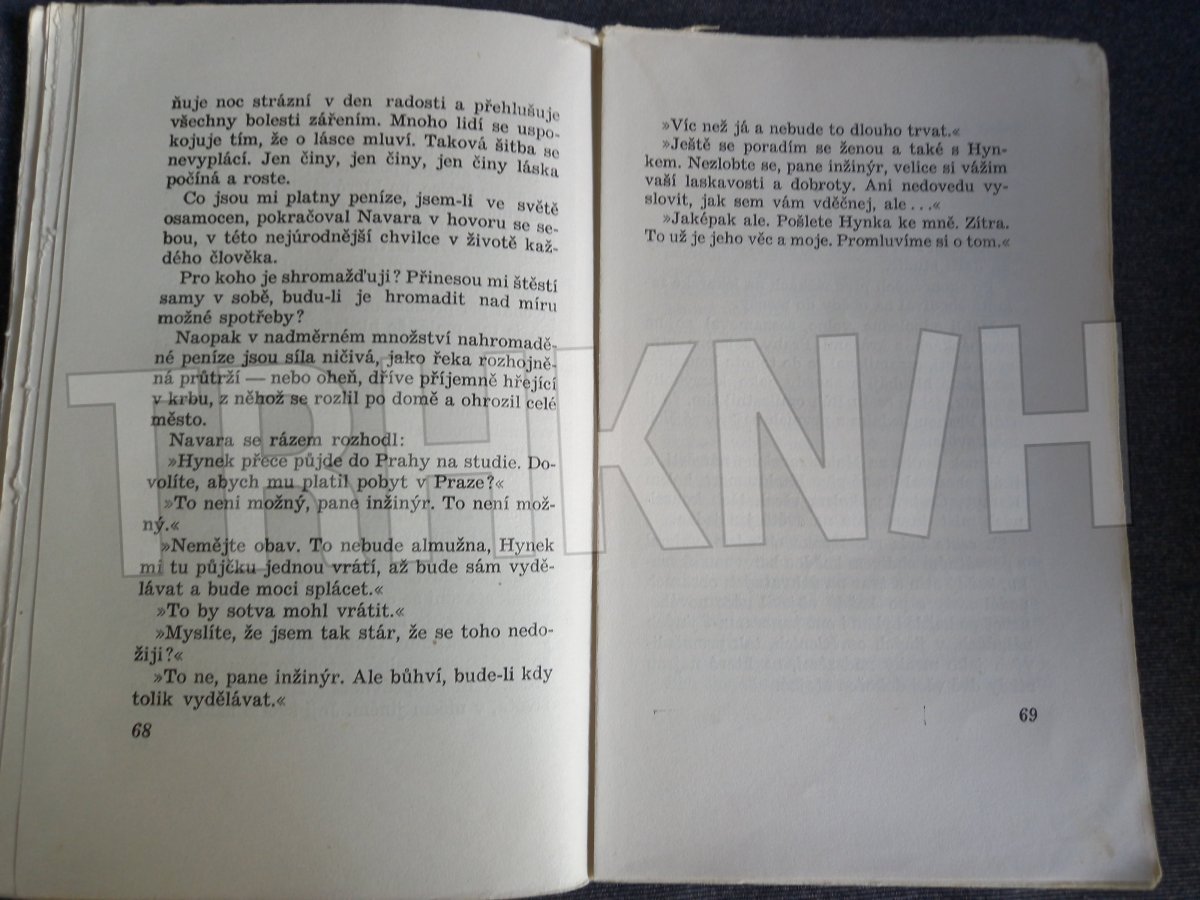 ňuje noc strázní v den radosti a přehlušuje
všechny bolesti zářením. Mnoho lidí se uspo-
kojuje tím, že o lásce mluví. Taková šitba se
nevyplácí. Jen činy, jen činy, jen činy láska
počíná a roste.
Co jsou mi platny peníze, jsem-li ve světě
osamocen, pokračoval Navara v hovoru se se-
bou, v této nejúrodnější chvilce v životě kaž-
dého člověka.
Pro koho je shromažďuji? Přinesou mi štěstí
samy v sobě, budu-li je hromadit nad míru
možné spotřeby?
Naopak v nadměrném množství nahromadě-
né peníze jsou síla ničivá, jako řeka rozhojně-
ná průtrží — nebo oheň, dříve příjemně hřející
v krbu, z něhož se rozlil po domě a ohrozil celé
město.
Navara se rázem rozhodl:
»Hynek přece půjde do Prahy na studie. Do-
volíte, abych mu platil pobyt v Praze?«
»To neni možný, pane inžinýr. To není mož-
ný.«
»Nemějte obav. To nebude almužna, Hynek
mi tu půjčku jednou vrátí, až bude sám vydě-
lávat a bude moci splácet.«
»To by sotva mohl vrátit.«
»Myslíte, že jsem tak stár, že se toho nedo-
žiji?«
»To ne, pane inžinýr. Ale bůhví, bude-li kdy
tolik vydělávat.«
68
»Víc než já a nebude to dlouho trvat.«
»Ještě se poradím se ženou a také s Hyn-
kem. Nezlobte se, pane inžinýr, velice si vážim
vaší laskavosti a dobroty. Ani nedovedu vy-
slovit, jak sem vám vděčnej, ale...«
»Jaképak ale. Pošlete Hynka ke mně. Zítra.
To už je jeho věc a moje. Promluvíme si o tom.«
69
TRHKNIH